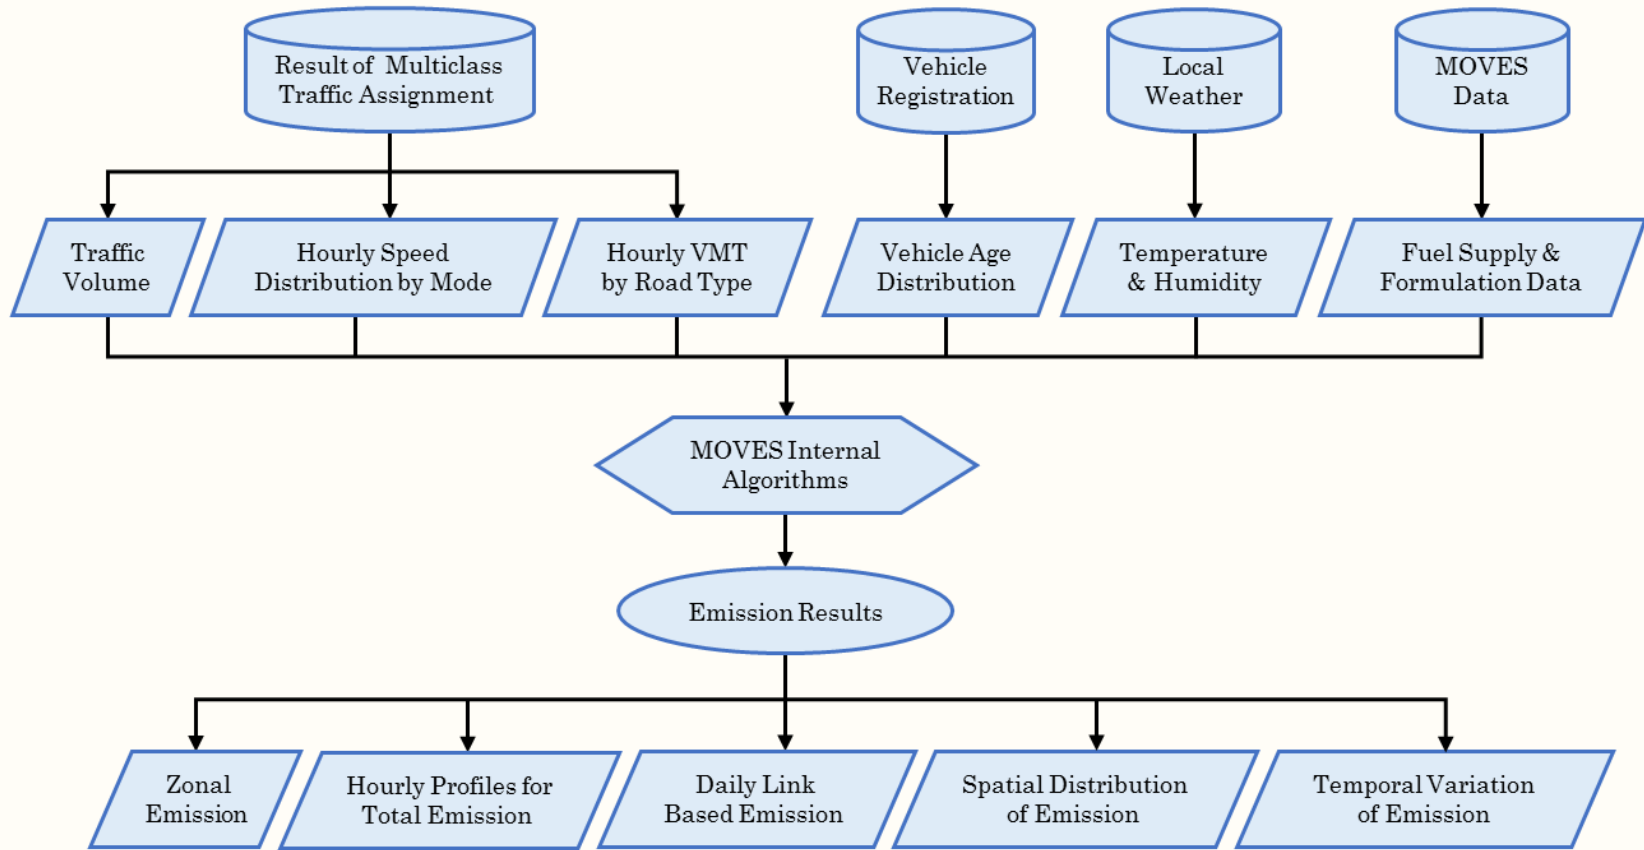 Result of Multiclass
Traffic Assignment
Vehicle
Registration
Local
Weather
MOVES
Data
Traffic
Volume
Hourly Speed
Distribution by Mode
Hourly VMT
by Road Type
Vehicle Age
Distribution
Temperature
& Humidity
Fuel Supply &
Formulation Data
MOVES Internal
Algorithms
Emission Results
Zonal
Emission
Hourly Profiles for
Total Emission
Daily Link
Based Emission
Spatial Distribution
of Emission
Temporal Variation
of Emission